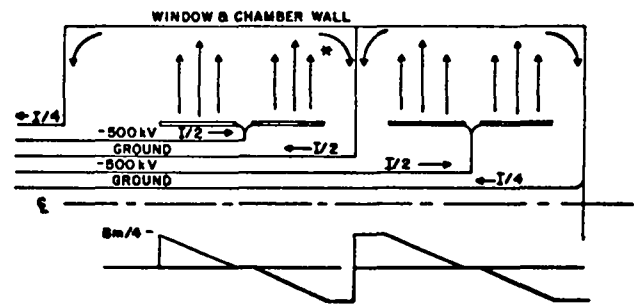 WINDOW & CHAMBER WALL
*
I/4
-500 kV I/2
GROUND I/2
-500 kV I/2
GROUND I/4
℄
Bm/4